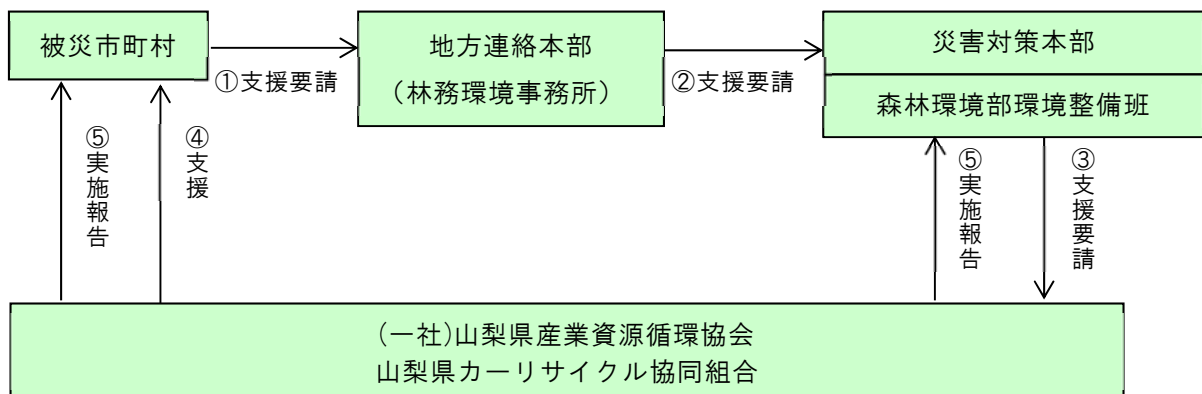 被災市町村
地方連絡本部
（林務環境事務所）
災害対策本部
森林環境部環境整備班
①支援要請
②支援要請
⑤実施報告
④支援
⑤実施報告
③支援要請
(一社)山梨県産業資源循環協会
山梨県カーリサイクル協同組合